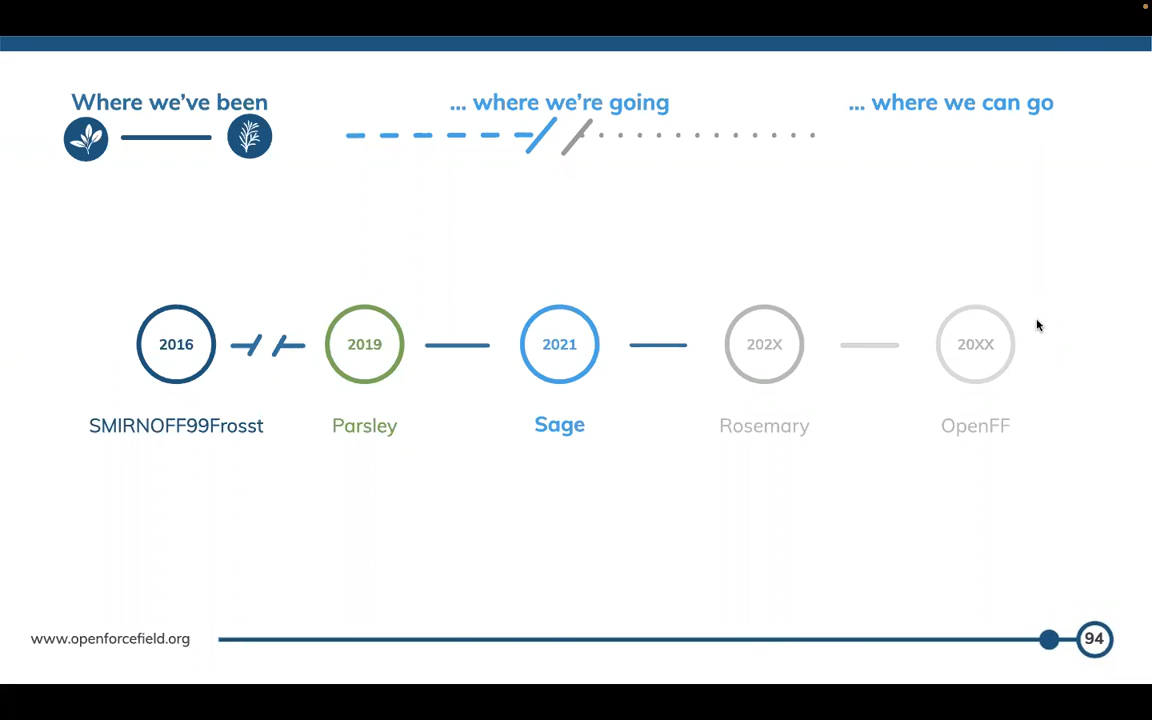 Where we've been
... where we're going
... where we can go
2016
2019
2021
202X
20XX
SMIRNOFF99Frosst
Parsley
Sage
Rosemary
OpenFF
www.openforcefield.org
94